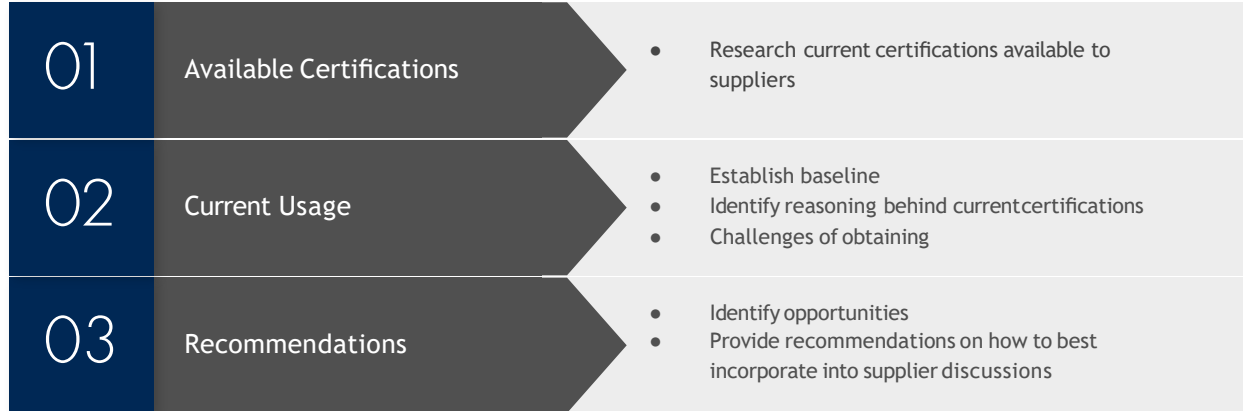 01
Available Certifications
● Research current certifications available to
suppliers
02
Current Usage
● Establish baseline
● Identify reasoning behind currentcertifications
● Challenges of obtaining
03
Recommendations
● Identify opportunities
● Provide recommendations on how to best
incorporate into supplier discussions